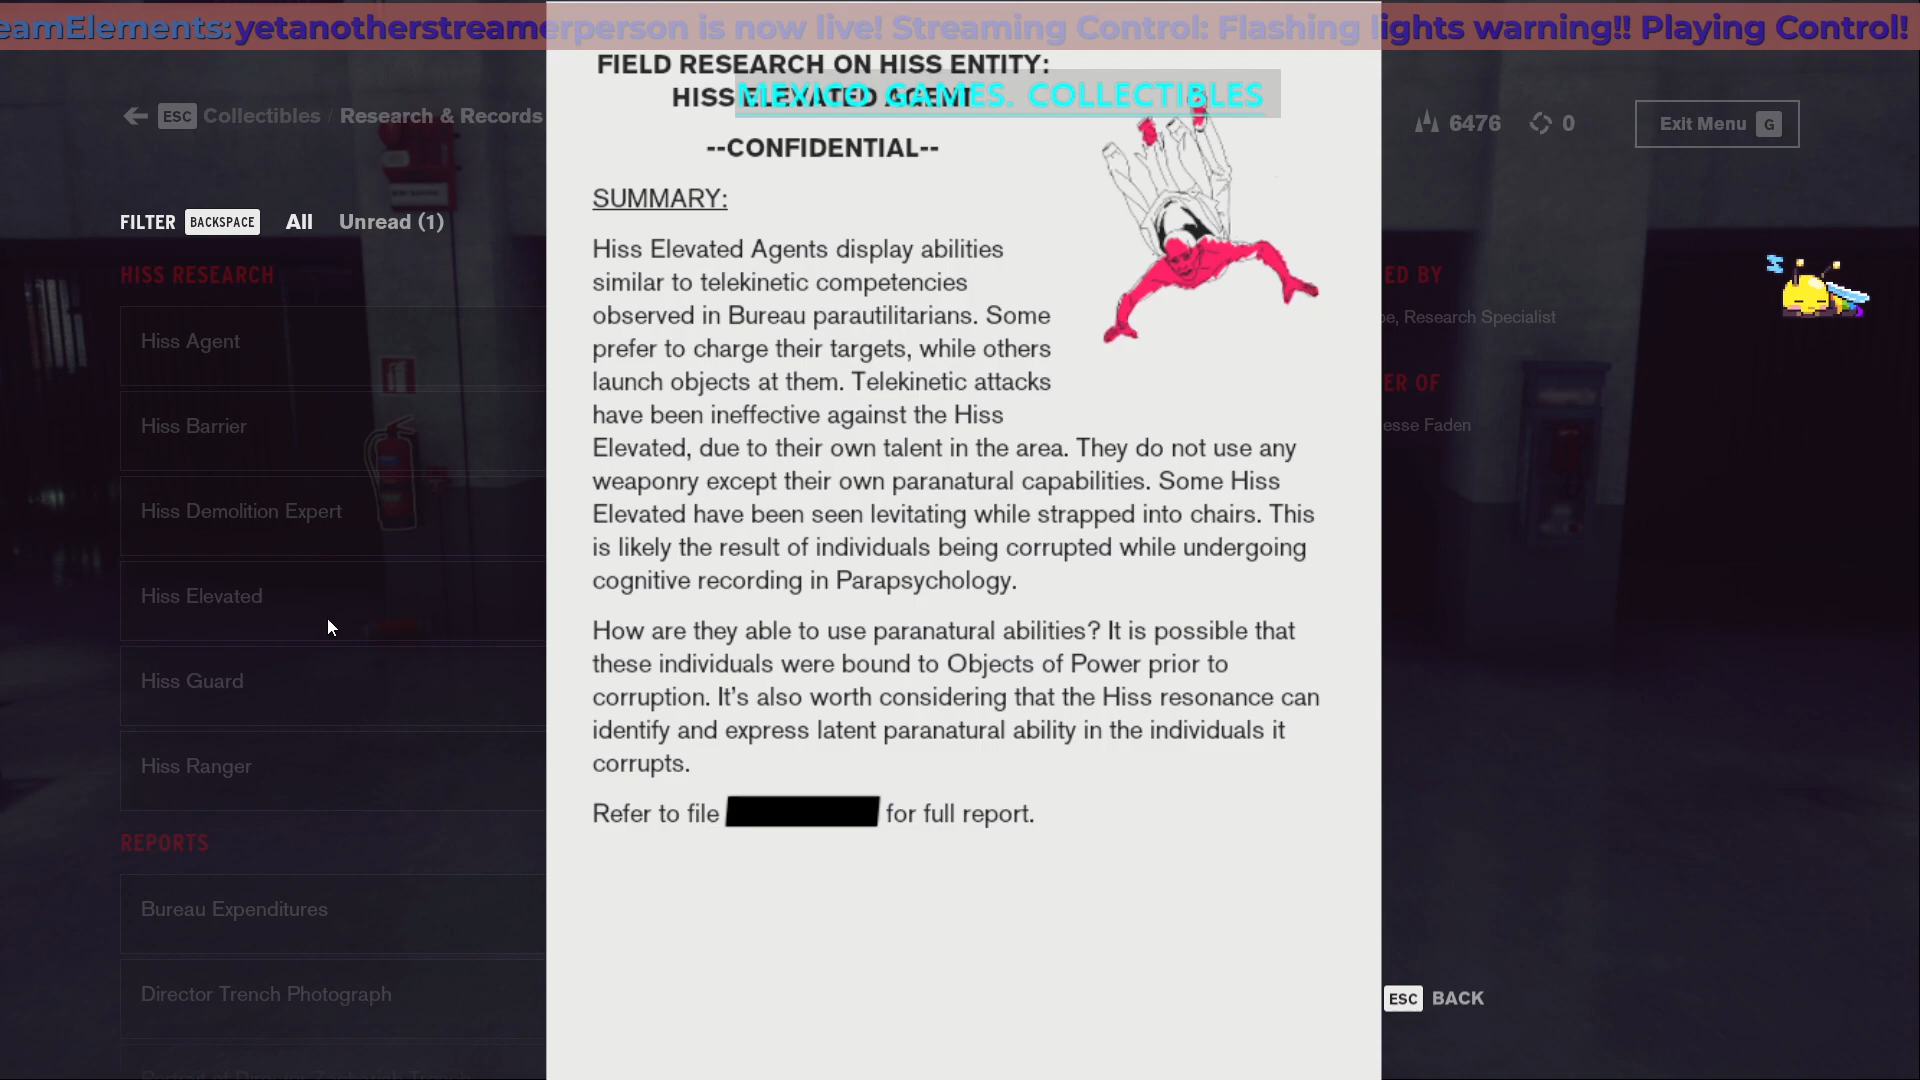 eamElements: yetanotherstreamerperson is now live! Streaming Control: Flashing lights warning!! Playing Control!
FIELD RESEARCH ON HISS ENTITY:
HISS ELEVATED AGENT
MEXICO GAMES. COLLECTIBLES
ESC Collectibles / Research & Records
6476 0
Exit Menu G
--CONFIDENTIAL--
FILTER BACKSPACE All Unread (1)
HISS RESEARCH
Hiss Agent
Hiss Barrier
Hiss Demolition Expert
Hiss Elevated
Hiss Guard
Hiss Ranger
REPORTS
Bureau Expenditures
Director Trench Photograph
SUMMARY:
Hiss Elevated Agents display abilities
similar to telekinetic competencies
observed in Bureau parautilitarians. Some
prefer to charge their targets, while others
launch objects at them. Telekinetic attacks
have been ineffective against the Hiss
Elevated, due to their own talent in the area. They do not use any
weaponry except their own paranatural capabilities. Some Hiss
Elevated have been seen levitating while strapped into chairs. This
is likely the result of individuals being corrupted while undergoing
cognitive recording in Parapsychology.
How are they able to use paranatural abilities? It is possible that
these individuals were bound to Objects of Power prior to
corruption. It's also worth considering that the Hiss resonance can
identify and express latent paranatural ability in the individuals it
corrupts.
Refer to file for full report.
ED BY
pe, Research Specialist
ER OF
esse Faden
ESC BACK